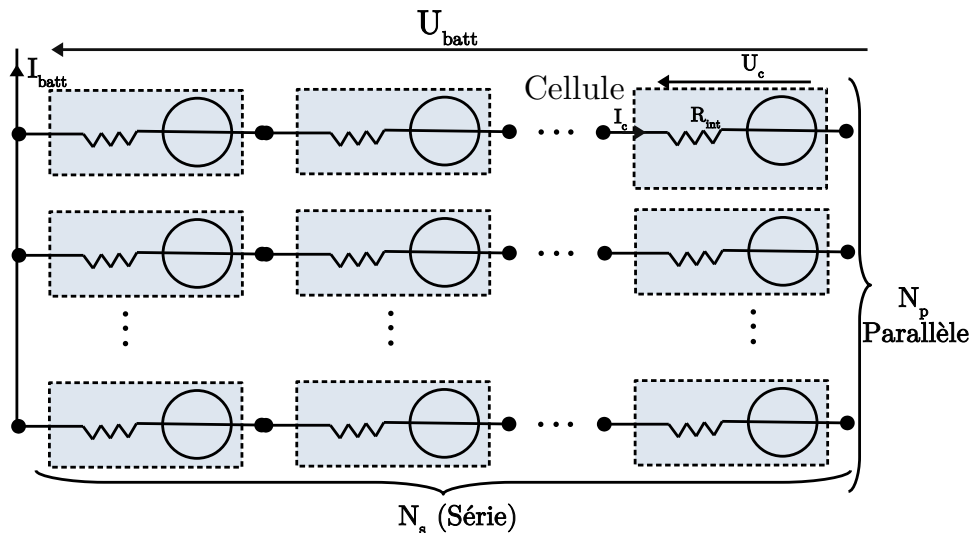 U_batt
I_batt
Cellule
U_c
I_c
R_int
N_p
Parallèle
N_s (Série)